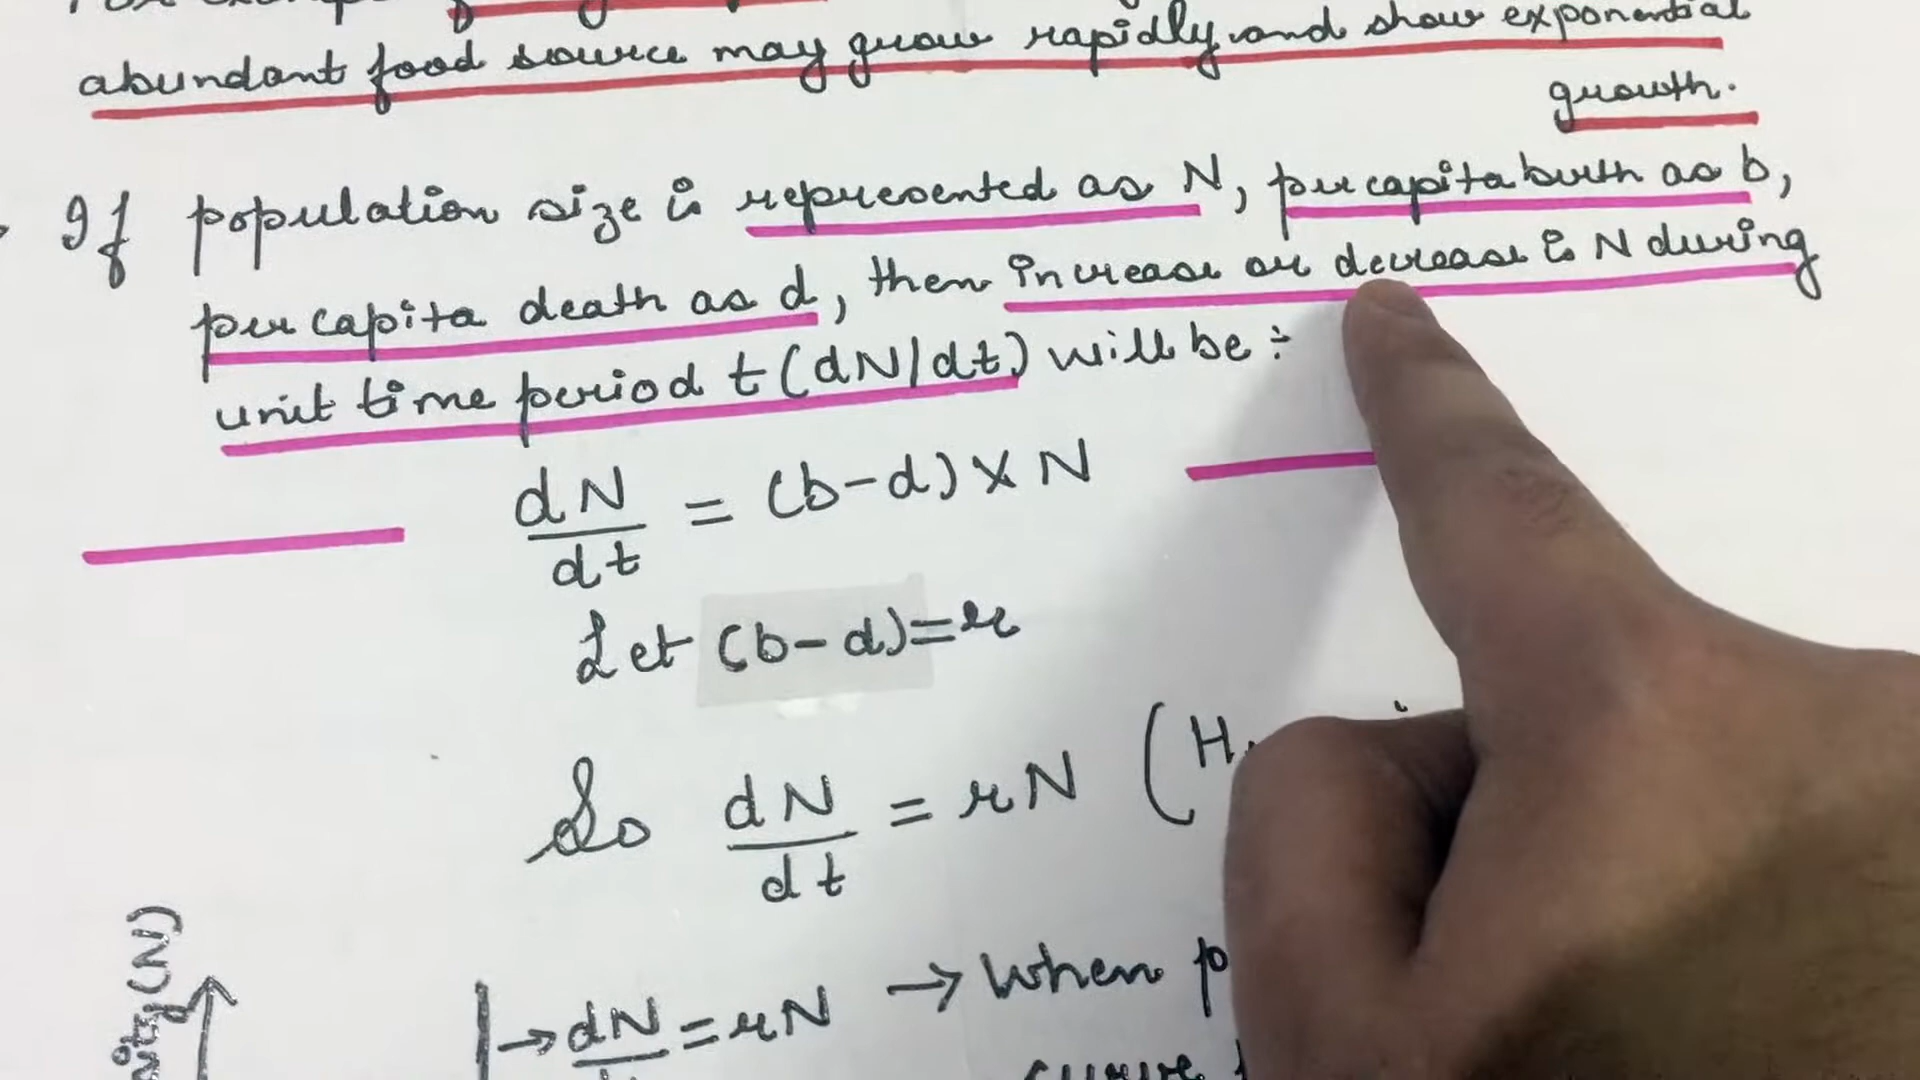 abundant food source may grow rapidly and show exponential
growth.
If population size is represented as N, per capita birth as b,
per capita death as d, then increase or decrease is N during
unit time period t (dN/dt) will be :-
dN/dt = (b-d) X N
Let (b-d) = r
So dN/dt = rN (H
(N)
→ dN = rN → When p
curve